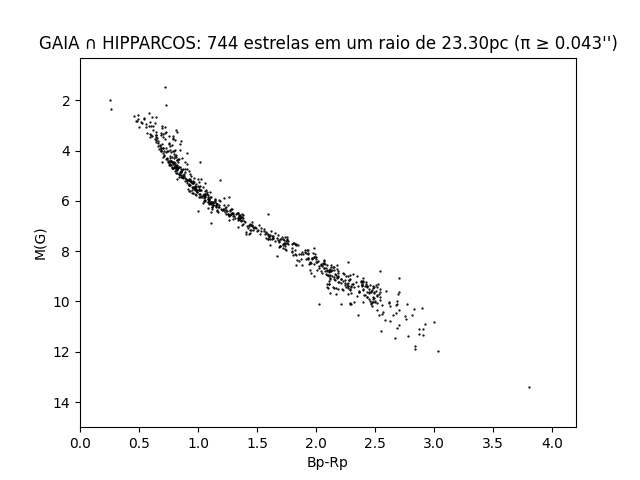 GAIA ∩ HIPPARCOS: 744 estrelas em um raio de 23.30pc (π ≥ 0.043'')
2
4
6
8
10
12
14
M(G)
0.0 0.5 1.0 1.5 2.0 2.5 3.0 3.5 4.0
Bp-Rp